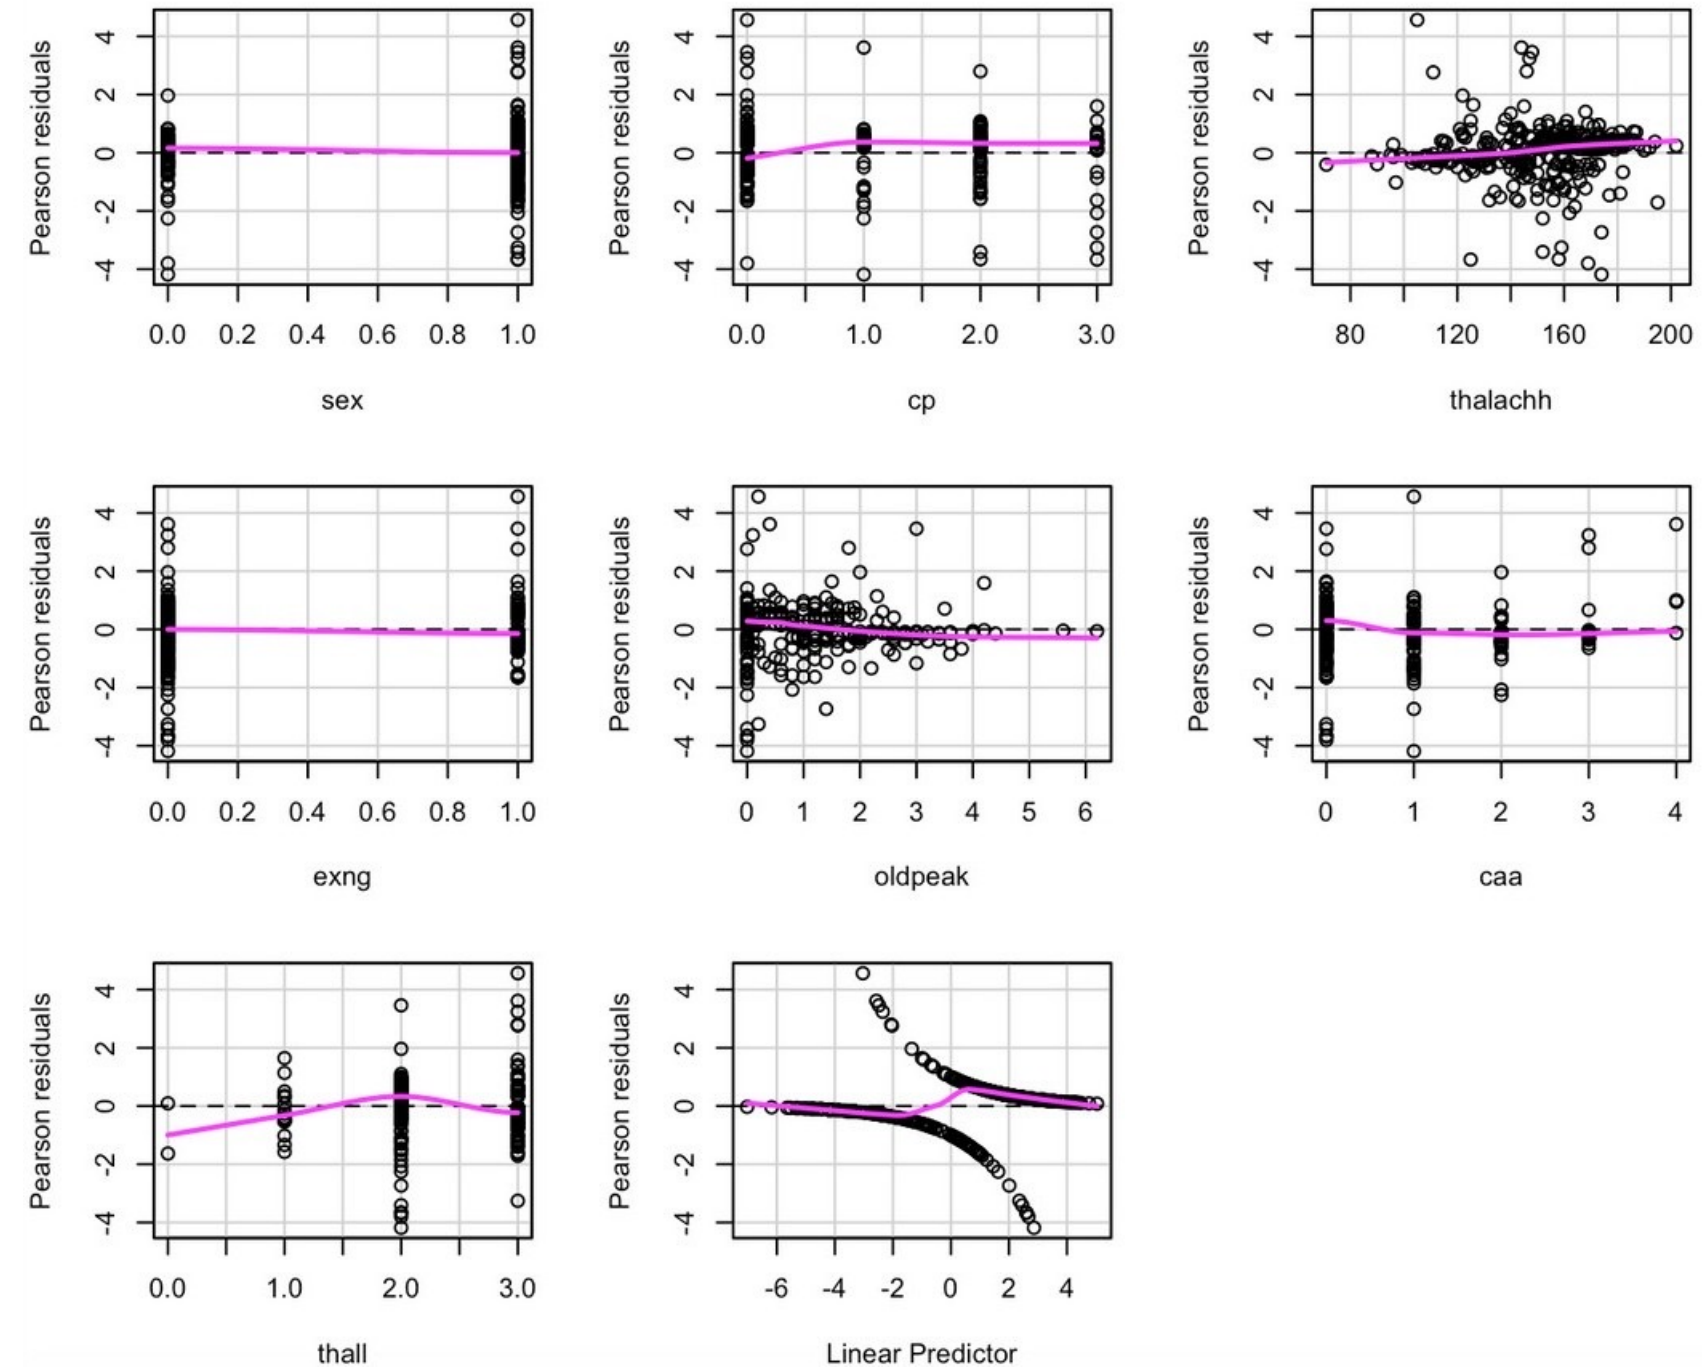 Pearson residuals
4
2
0
-2
-4
0.0 0.2 0.4 0.6 0.8 1.0
sex
Pearson residuals
4
2
0
-2
-4
0.0 1.0 2.0 3.0
cp
Pearson residuals
4
2
0
-2
-4
80 120 160 200
thalachh
Pearson residuals
4
2
0
-2
-4
0.0 0.2 0.4 0.6 0.8 1.0
exng
Pearson residuals
4
2
0
-2
-4
0 1 2 3 4 5 6
oldpeak
Pearson residuals
4
2
0
-2
-4
0 1 2 3 4
caa
Pearson residuals
4
2
0
-2
-4
0.0 1.0 2.0 3.0
thall
Pearson residuals
4
2
0
-2
-4
-6 -4 -2 0 2 4
Linear Predictor